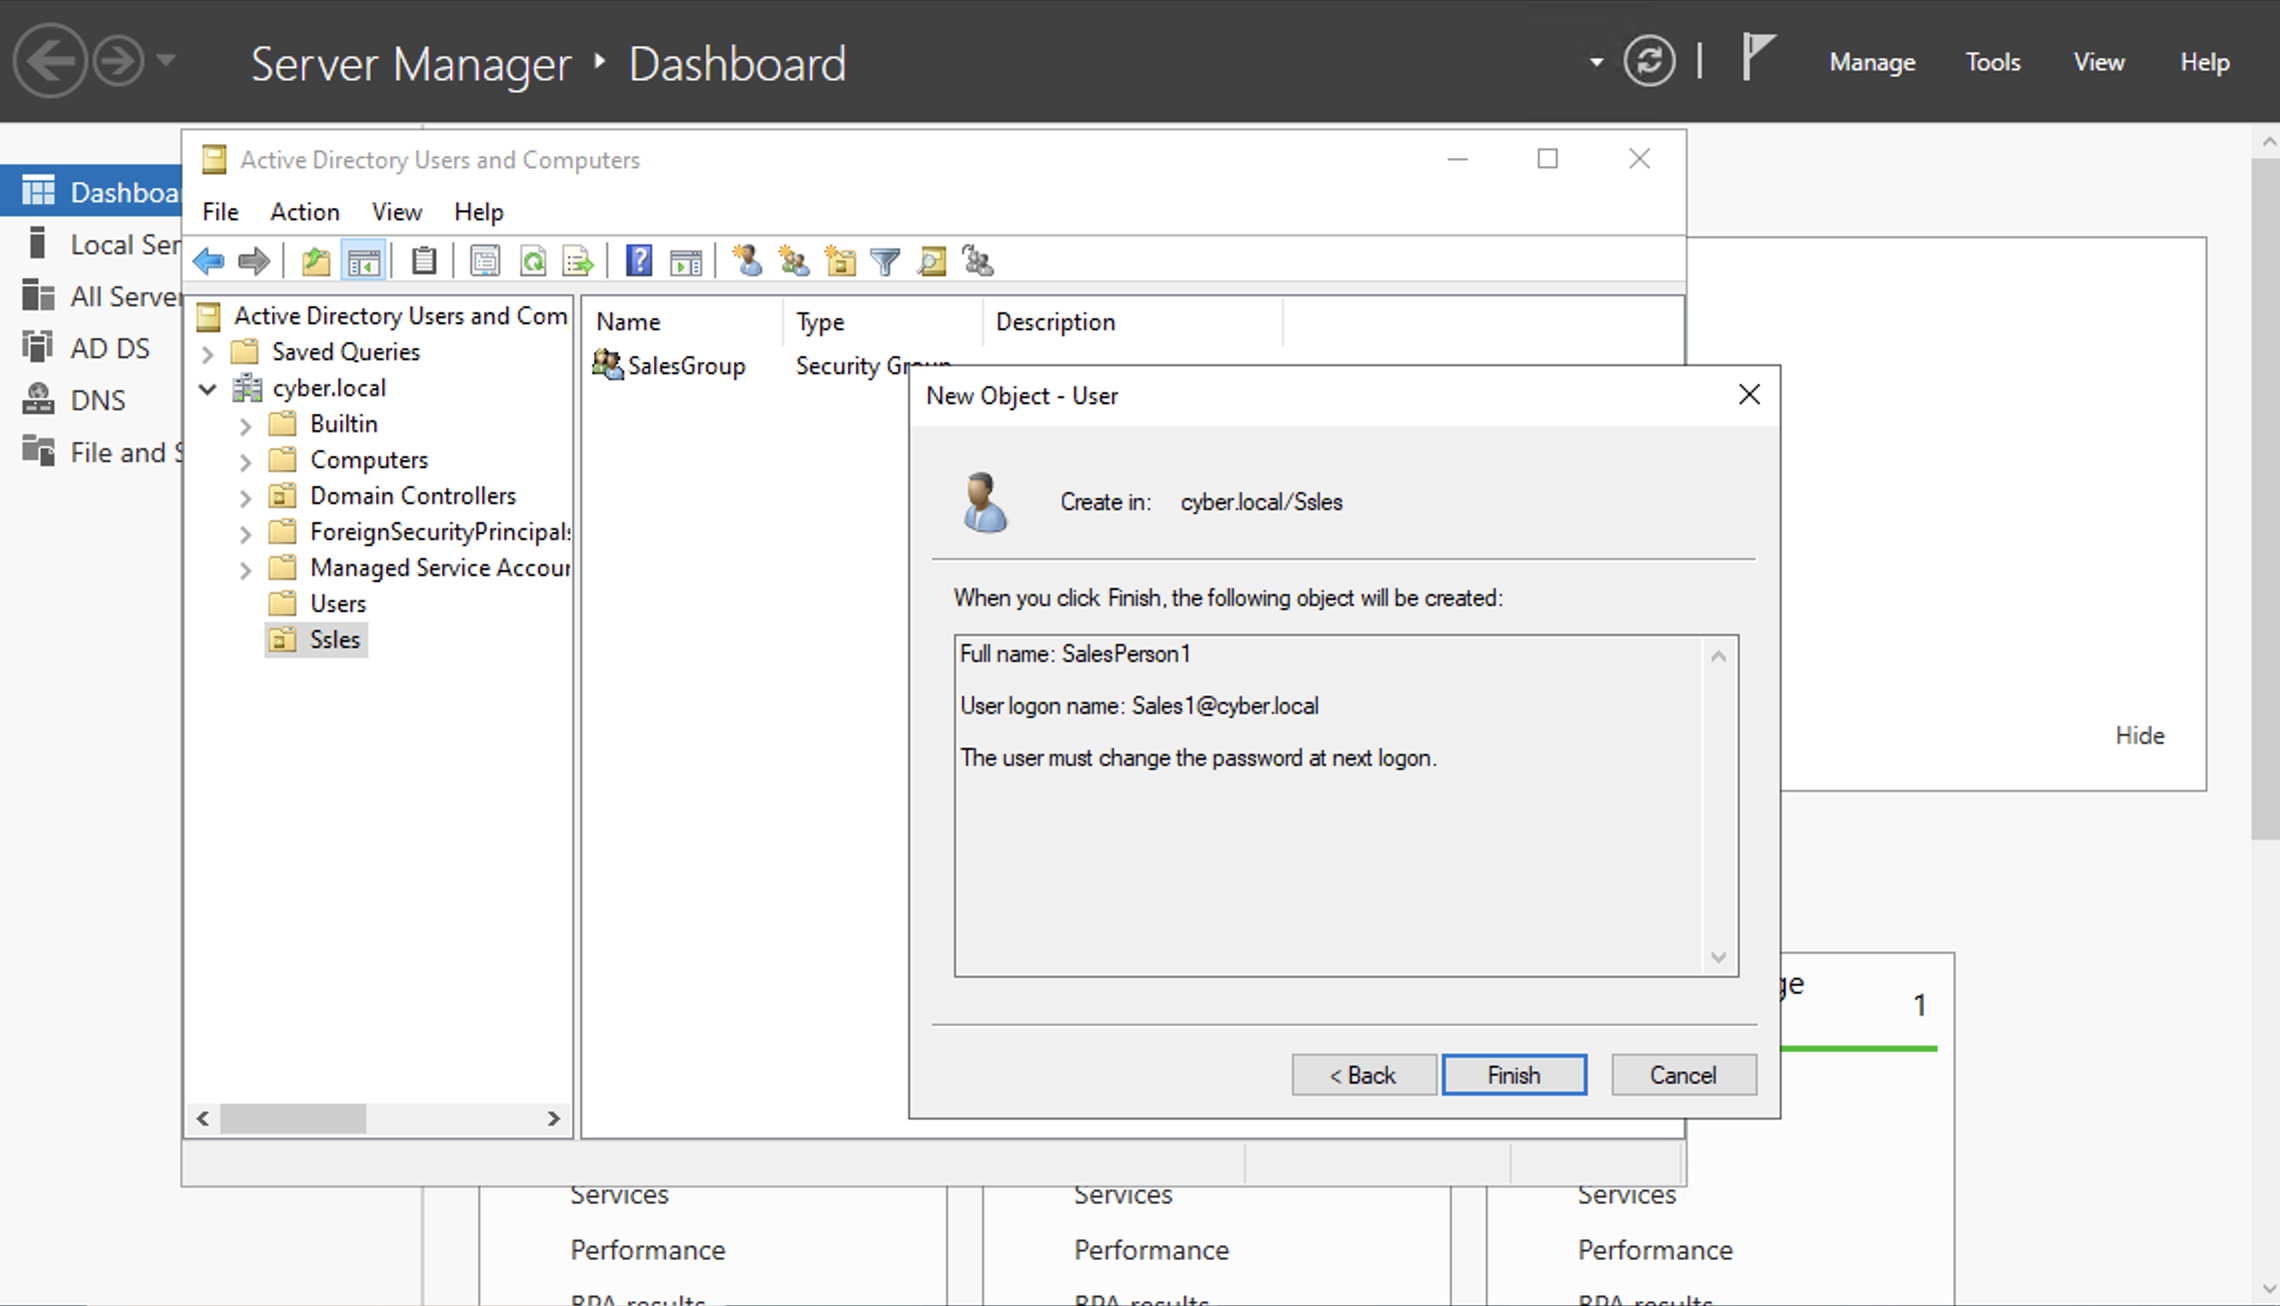 Server Manager ‣ Dashboard
Manage Tools View Help
Dashboa
Local Ser
All Server
AD DS
DNS
File and S
Active Directory Users and Computers
File Action View Help
Active Directory Users and Com
Saved Queries
cyber.local
Builtin
Computers
Domain Controllers
ForeignSecurityPrincipals
Managed Service Accour
Users
Ssles
Name Type Description
SalesGroup Security Group
New Object - User
Create in: cyber.local/Ssles
When you click Finish, the following object will be created:
Full name: SalesPerson1
User logon name: Sales1@cyber.local
The user must change the password at next logon.
< Back Finish Cancel
Hide
ge 1
Services Services Services
Performance Performance Performance
BPA results BPA results BPA results